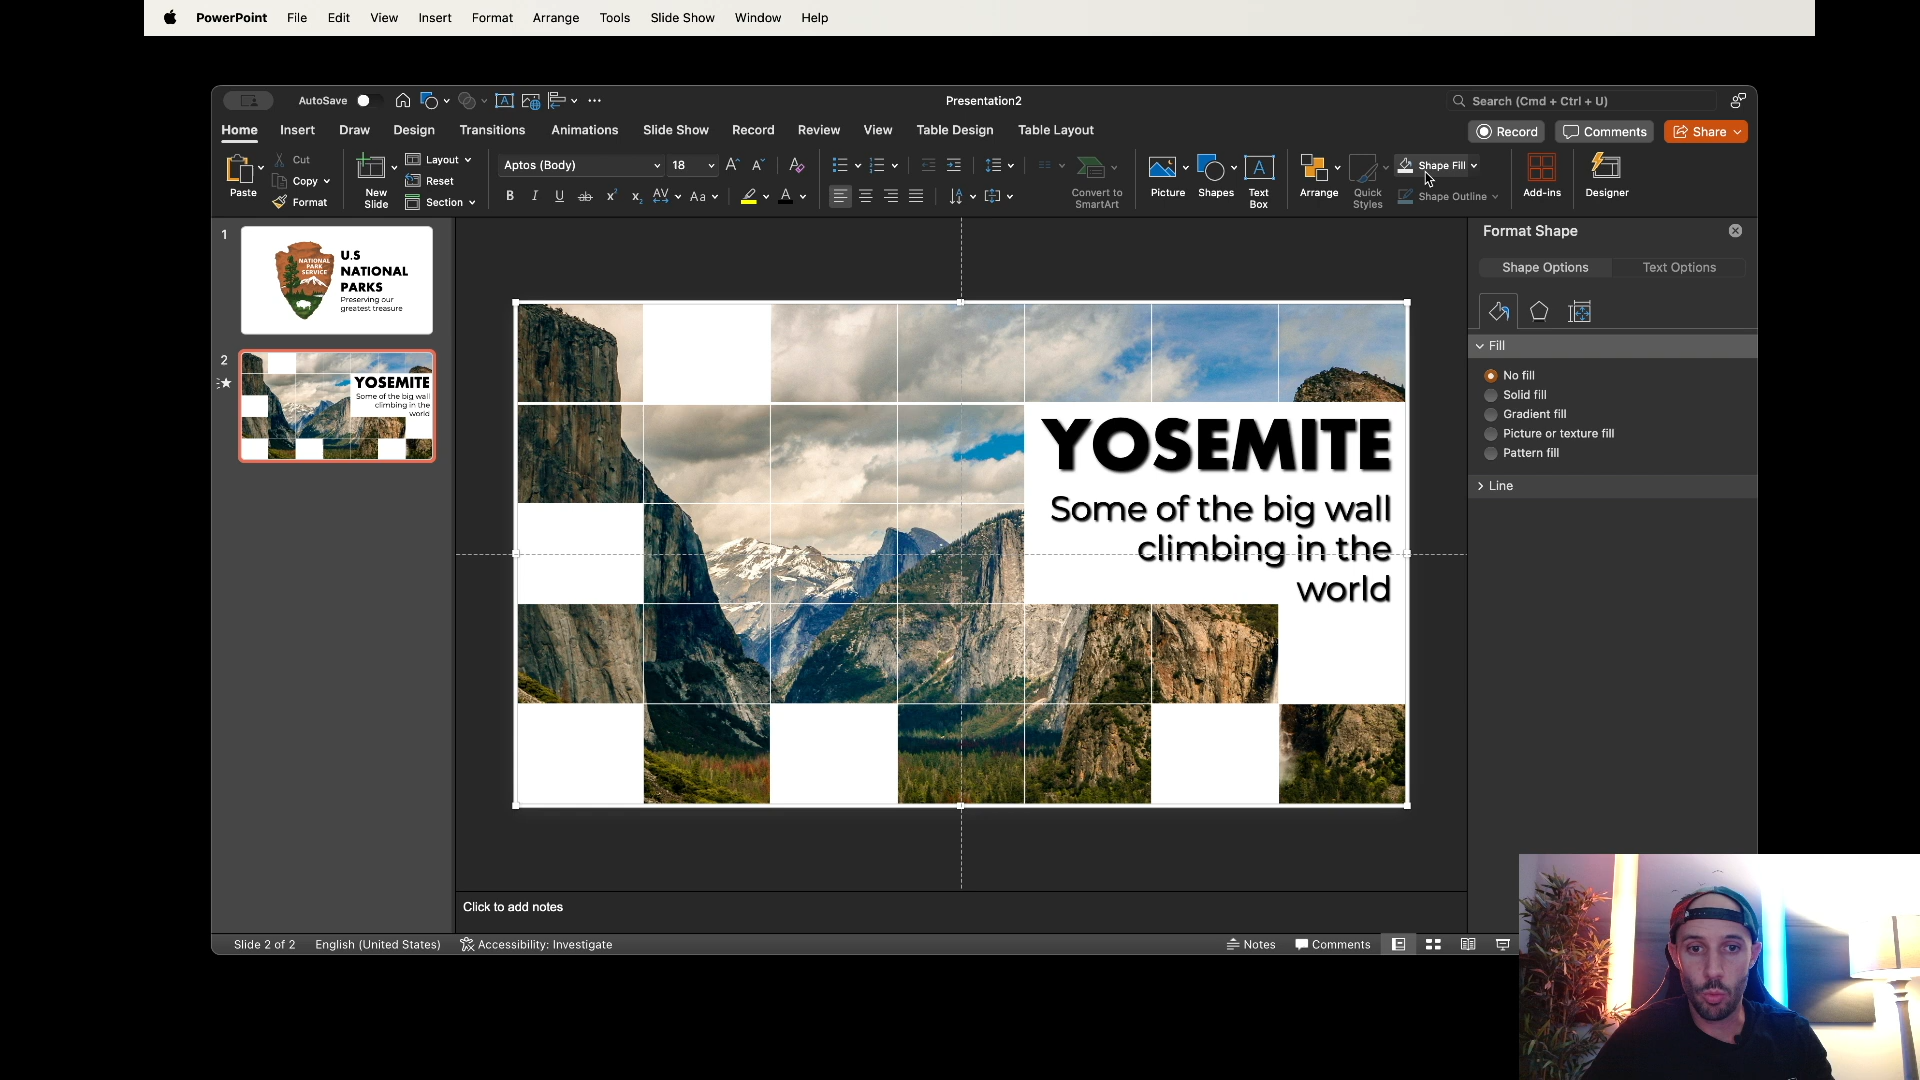 PowerPoint File Edit View Insert Format Arrange Tools Slide Show Window Help
AutoSave
Presentation2
Search (Cmd + Ctrl + U)
Home Insert Draw Design Transitions Animations Slide Show Record Review View Table Design Table Layout
Record Comments Share
Paste
Cut
Copy
Format
New
Slide
Layout
Reset
Section
Aptos (Body) 18
Convert to
SmartArt
Picture
Shapes
Text
Box
Arrange
Quick
Styles
Shape Fill
Shape Outline
Add-ins
Designer
1
NATIONAL
PARK
SERVICE
U.S
NATIONAL
PARKS
Preserving our
greatest treasure
2
YOSEMITE
Some of the big wall
climbing in the
world
YOSEMITE
Some of the big wall
climbing in the
world
Format Shape
Shape Options Text Options
Fill
No fill
Solid fill
Gradient fill
Picture or texture fill
Pattern fill
Line
Click to add notes
Slide 2 of 2 English (United States) Accessibility: Investigate
Notes Comments